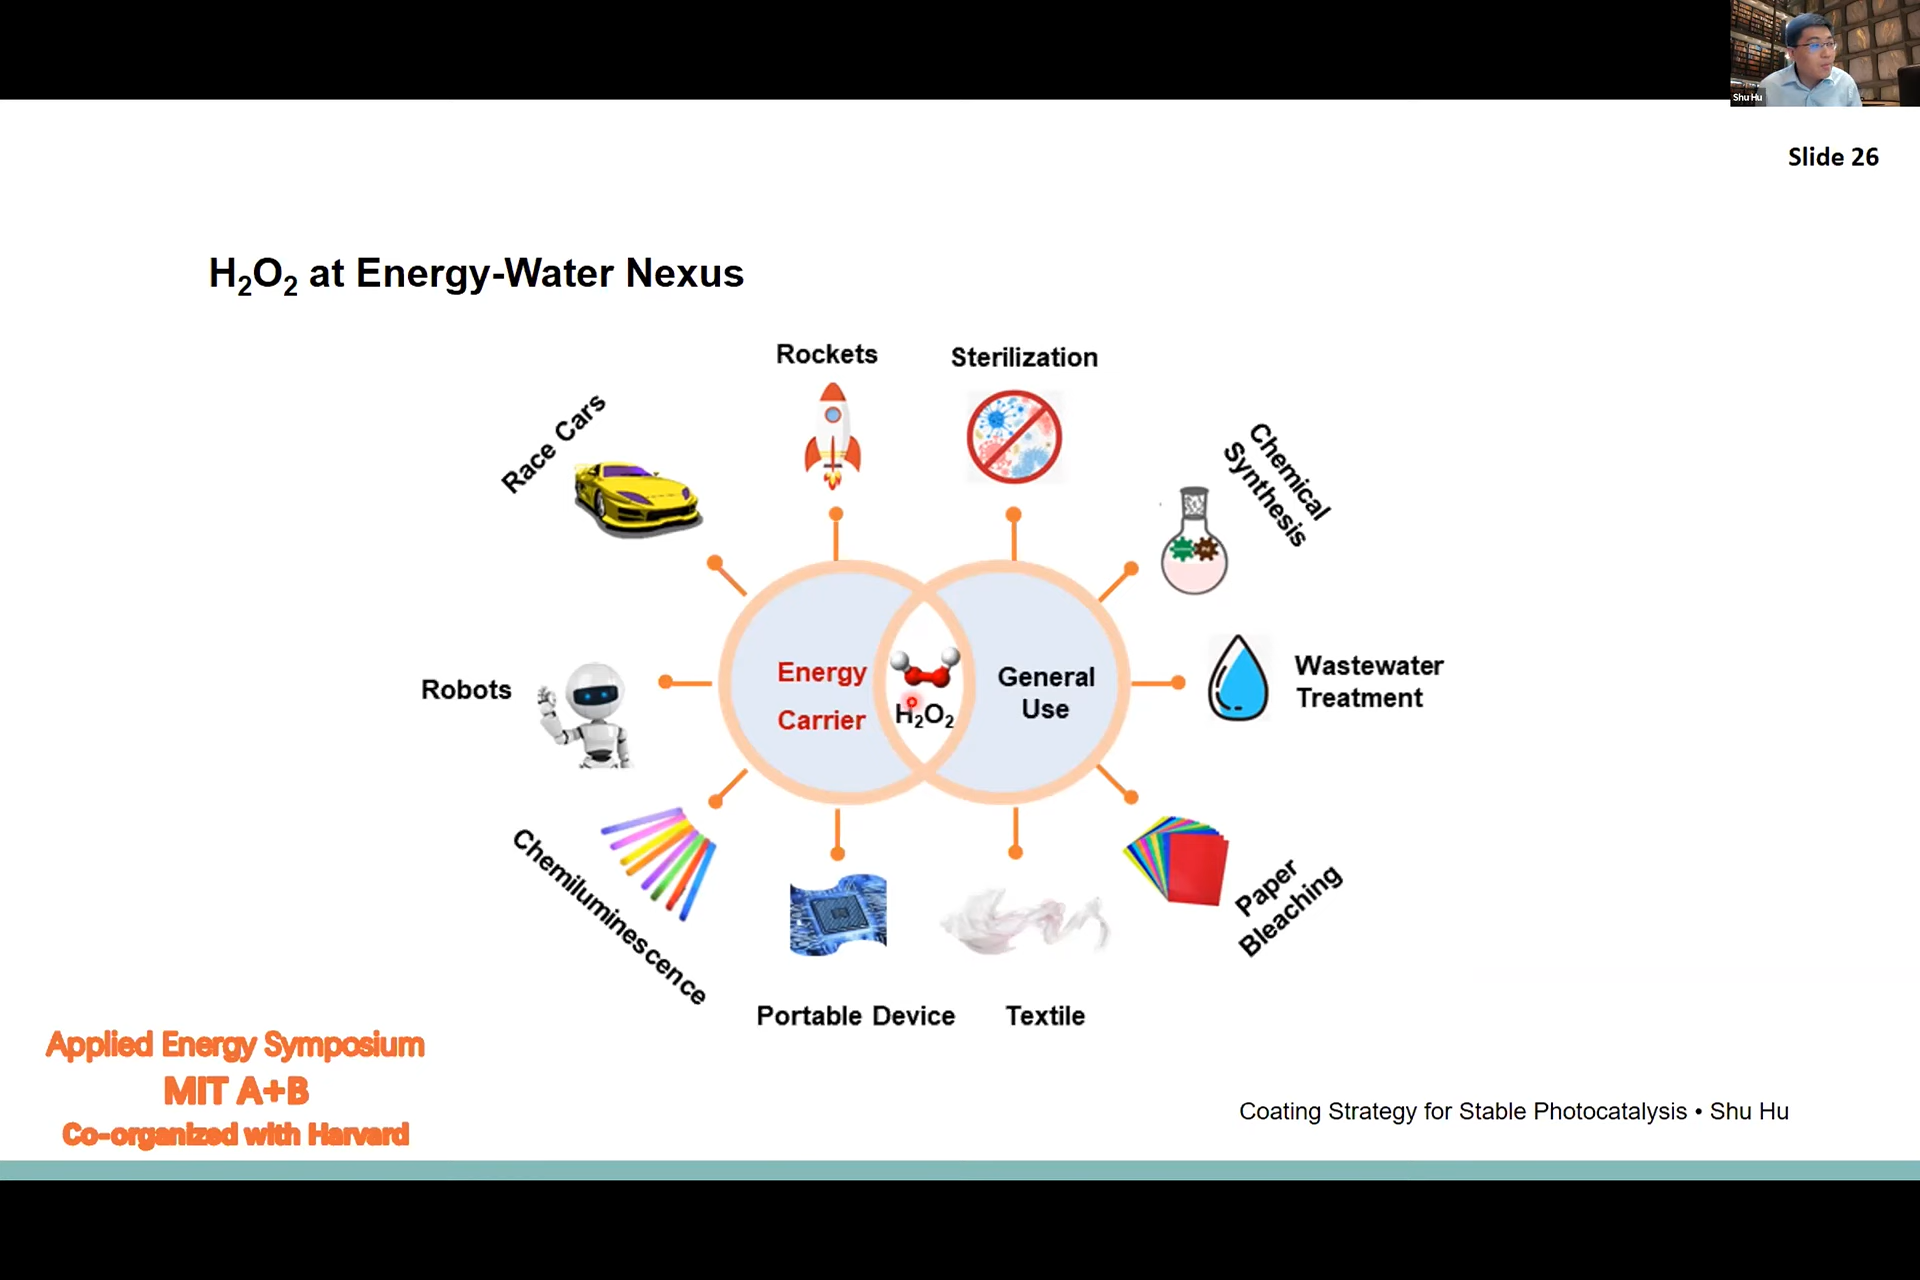 Shu Hu
Slide 26
H₂O₂ at Energy-Water Nexus
Rockets
Sterilization
Race Cars
Chemical
Synthesis
Robots
Energy
Carrier
H₂O₂
General
Use
Wastewater
Treatment
Chemiluminescence
Paper
Bleaching
Portable Device
Textile
Applied Energy Symposium
MIT A+B
Co-organized with Harvard
Coating Strategy for Stable Photocatalysis • Shu Hu